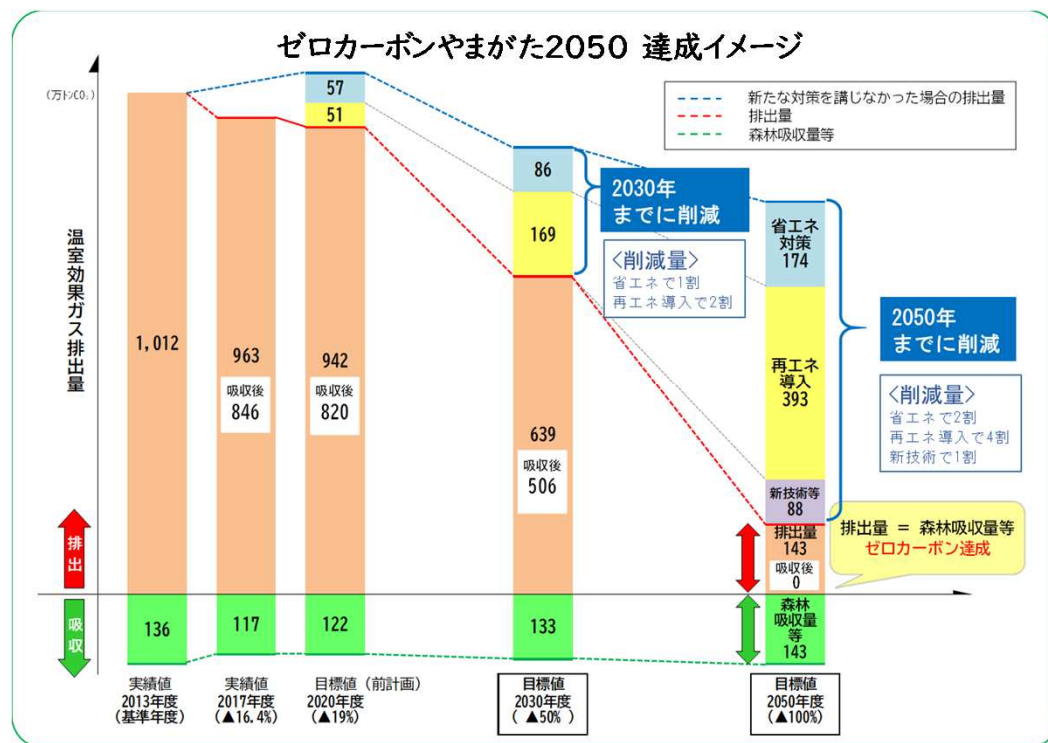 ゼロカーボンやまがた2050 達成イメージ
(万トンCO₂)
新たな対策を講じなかった場合の排出量
排出量
森林吸収量等
温室効果ガス排出量
排出
吸収
1,012
136
実績値
2013年度
(基準年度)
963
吸収後
846
117
実績値
2017年度
(▲16.4%)
57
51
942
吸収後
820
122
目標値(前計画)
2020年度
(▲19%)
86
169
639
吸収後
506
133
目標値
2030年度
( ▲50% )
2030年
までに削減
<削減量>
省エネで1割
再エネ導入で2割
省エネ
対策
174
再エネ
導入
393
新技術等
88
排出量
143
吸収後
0
森林
吸収量
等
143
目標値
2050年度
(▲100%)
2050年
までに削減
<削減量>
省エネで2割
再エネ導入で4割
新技術で1割
排出量 = 森林吸収量等
ゼロカーボン達成